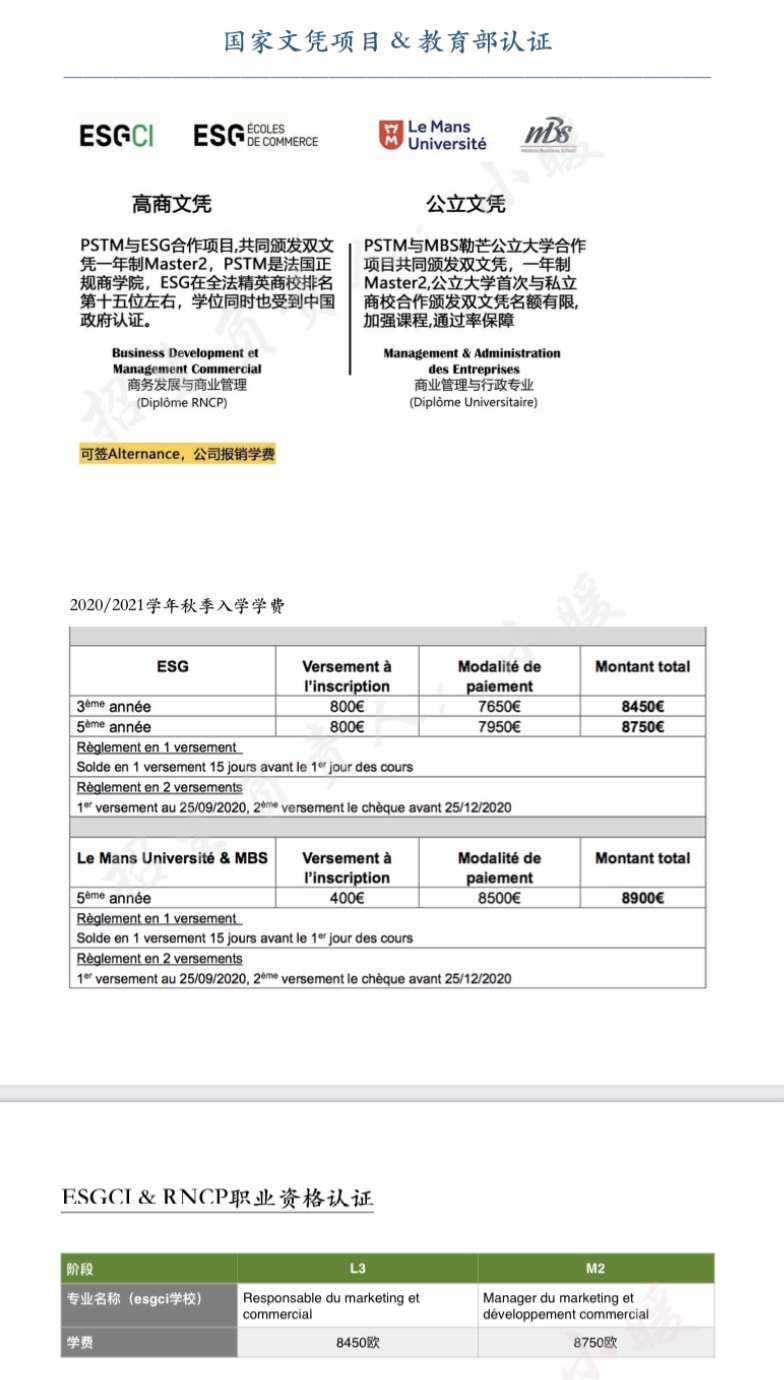 国家文凭项目 & 教育部认证
ESGCI ESG ÉCOLES DE COMMERCE Le Mans Université mBs
高商文凭
PSTM与ESG合作项目,共同颁发双文
凭一年制Master2，PSTM是法国正
规商学院，ESG在全法精英商校排名
第十五位左右，学位同时也受到中国
政府认证。
Business Development et
Management Commercial
商务发展与商业管理
(Diplôme RNCP)
公立文凭
PSTM与MBS勒芒公立大学合作
项目共同颁发双文凭，一年制
Master2,公立大学首次与私立
商校合作颁发双文凭名额有限,
加强课程,通过率保障
Management & Administration
des Entreprises
商业管理与行政专业
(Diplôme Universitaire)
可签Alternance，公司报销学费
2020/2021学年秋季入学学费
ESG Versement à l'inscription Modalité de paiement Montant total
3ème année 800€ 7650€ 8450€
5ème année 800€ 7950€ 8750€
Règlement en 1 versement
Solde en 1 versement 15 jours avant le 1er jour des cours
Règlement en 2 versements
1er versement au 25/09/2020, 2ème versement le chèque avant 25/12/2020
Le Mans Université & MBS Versement à l'inscription Modalité de paiement Montant total
5ème année 400€ 8500€ 8900€
Règlement en 1 versement
Solde en 1 versement 15 jours avant le 1er jour des cours
Règlement en 2 versements
1er versement au 25/09/2020, 2ème versement le chèque avant 25/12/2020
ESGCI & RNCP职业资格认证
阶段 L3 M2
专业名称（esgci学校） Responsable du marketing et commercial Manager du marketing et développement commercial
学费 8450欧 8750欧
招生负责人：小暖
招生负责人：小暖
小暖